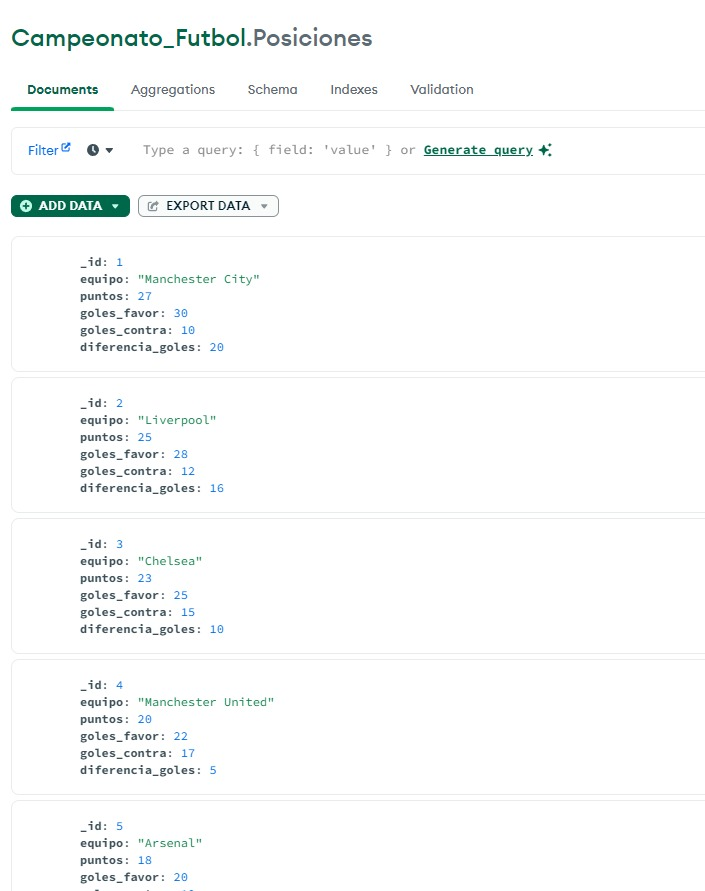 Campeonato_Futbol.Posiciones
Documents Aggregations Schema Indexes Validation
Filter Type a query: { field: 'value' } or Generate query
ADD DATA EXPORT DATA
_id: 1
equipo: "Manchester City"
puntos: 27
goles_favor: 30
goles_contra: 10
diferencia_goles: 20
_id: 2
equipo: "Liverpool"
puntos: 25
goles_favor: 28
goles_contra: 12
diferencia_goles: 16
_id: 3
equipo: "Chelsea"
puntos: 23
goles_favor: 25
goles_contra: 15
diferencia_goles: 10
_id: 4
equipo: "Manchester United"
puntos: 20
goles_favor: 22
goles_contra: 17
diferencia_goles: 5
_id: 5
equipo: "Arsenal"
puntos: 18
goles_favor: 20